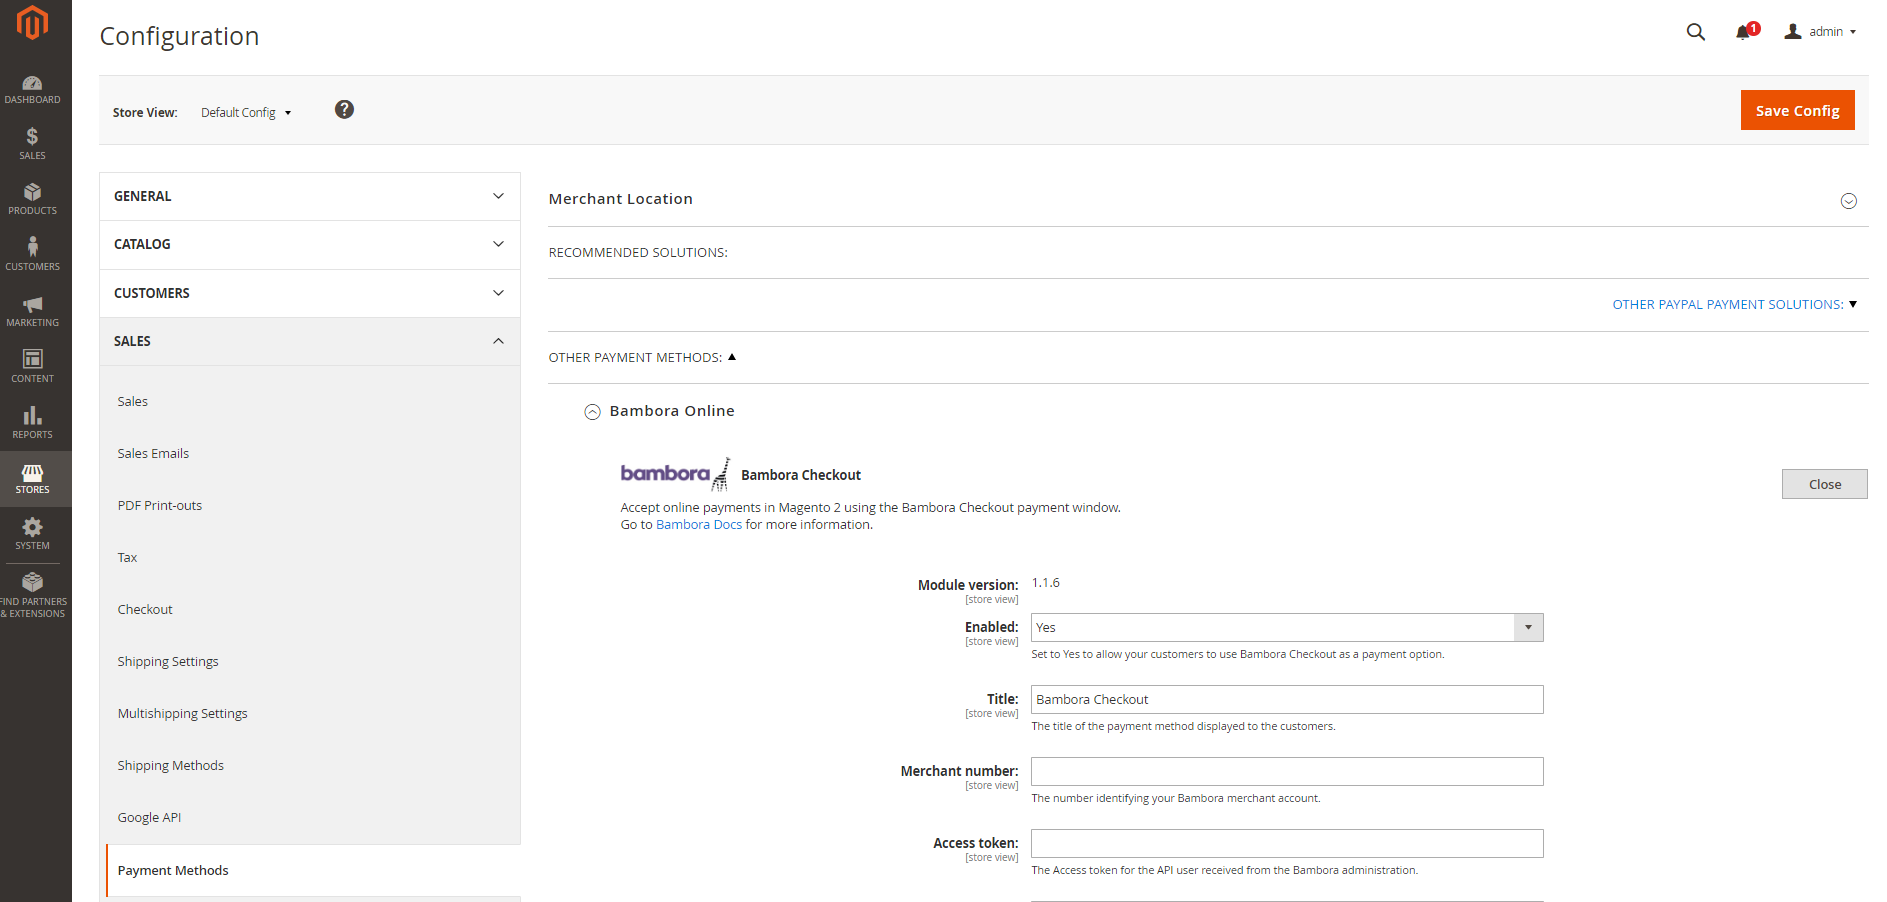 Configuration
1
admin
DASHBOARD
SALES
PRODUCTS
CUSTOMERS
MARKETING
CONTENT
REPORTS
STORES
SYSTEM
FIND PARTNERS
& EXTENSIONS
Store View: Default Config ?
Save Config
GENERAL
CATALOG
CUSTOMERS
SALES
Sales
Sales Emails
PDF Print-outs
Tax
Checkout
Shipping Settings
Multishipping Settings
Shipping Methods
Google API
Payment Methods
Merchant Location
RECOMMENDED SOLUTIONS:
OTHER PAYPAL PAYMENT SOLUTIONS:
OTHER PAYMENT METHODS:
Bambora Online
bambora Bambora Checkout
Close
Accept online payments in Magento 2 using the Bambora Checkout payment window.
Go to Bambora Docs for more information.
Module version: 1.1.6
[store view]
Enabled: Yes
[store view]
Set to Yes to allow your customers to use Bambora Checkout as a payment option.
Title: Bambora Checkout
[store view]
The title of the payment method displayed to the customers.
Merchant number:
[store view]
The number identifying your Bambora merchant account.
Access token:
[store view]
The Access token for the API user received from the Bambora administration.